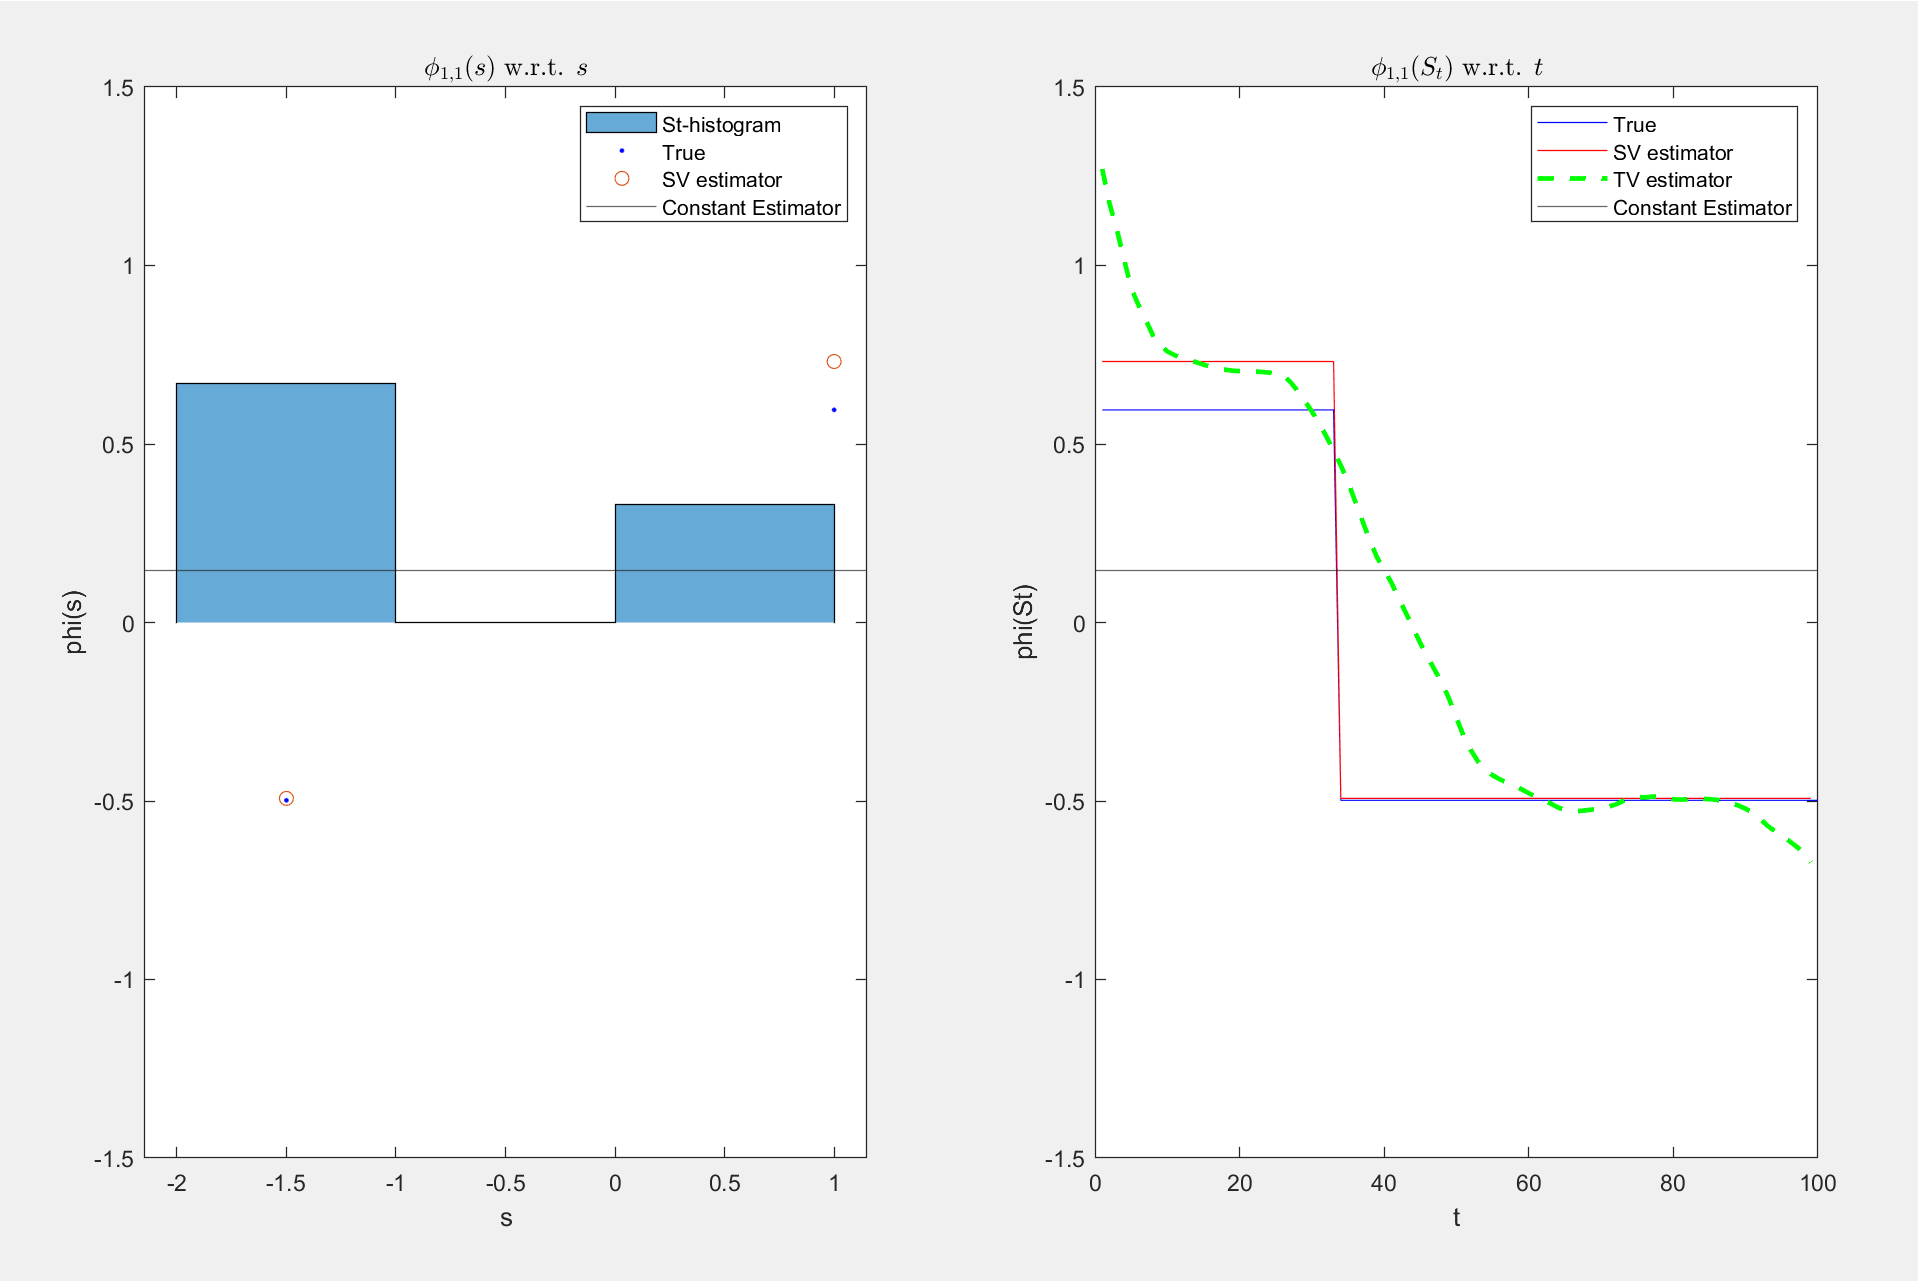 ϕ₁,₁(s) w.r.t. s
1.5
1
0.5
0
-0.5
-1
-1.5
phi(s)
St-histogram
True
SV estimator
Constant Estimator
-2 -1.5 -1 -0.5 0 0.5 1
s
ϕ₁,₁(Sₜ) w.r.t. t
1.5
1
0.5
0
-0.5
-1
-1.5
phi(St)
True
SV estimator
TV estimator
Constant Estimator
0 20 40 60 80 100
t